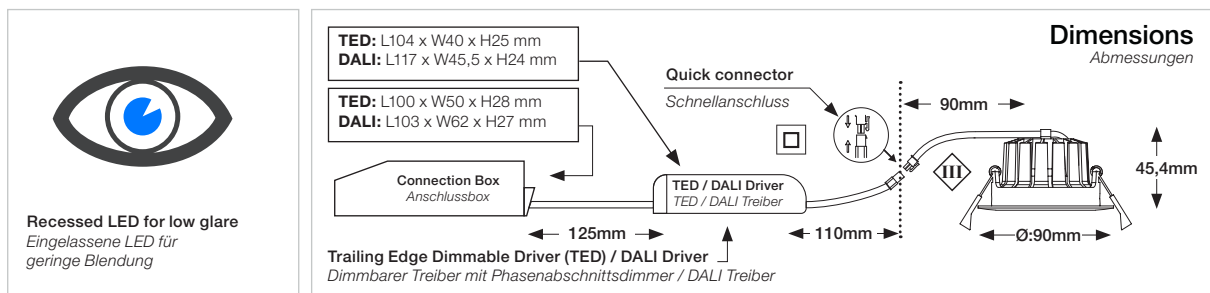 Recessed LED for low glare
Eingelassene LED für
geringe Blendung
Dimensions
Abmessungen
TED: L104 x W40 x H25 mm
DALI: L117 x W45,5 x H24 mm
TED: L100 x W50 x H28 mm
DALI: L103 x W62 x H27 mm
Quick connector
Schnellanschluss
90mm
45,4mm
III
Connection Box
Anschlussbox
TED / DALI Driver
TED / DALI Treiber
125mm
110mm
Ø:90mm
Trailing Edge Dimmable Driver (TED) / DALI Driver
Dimmbarer Treiber mit Phasenabschnittsdimmer / DALI Treiber